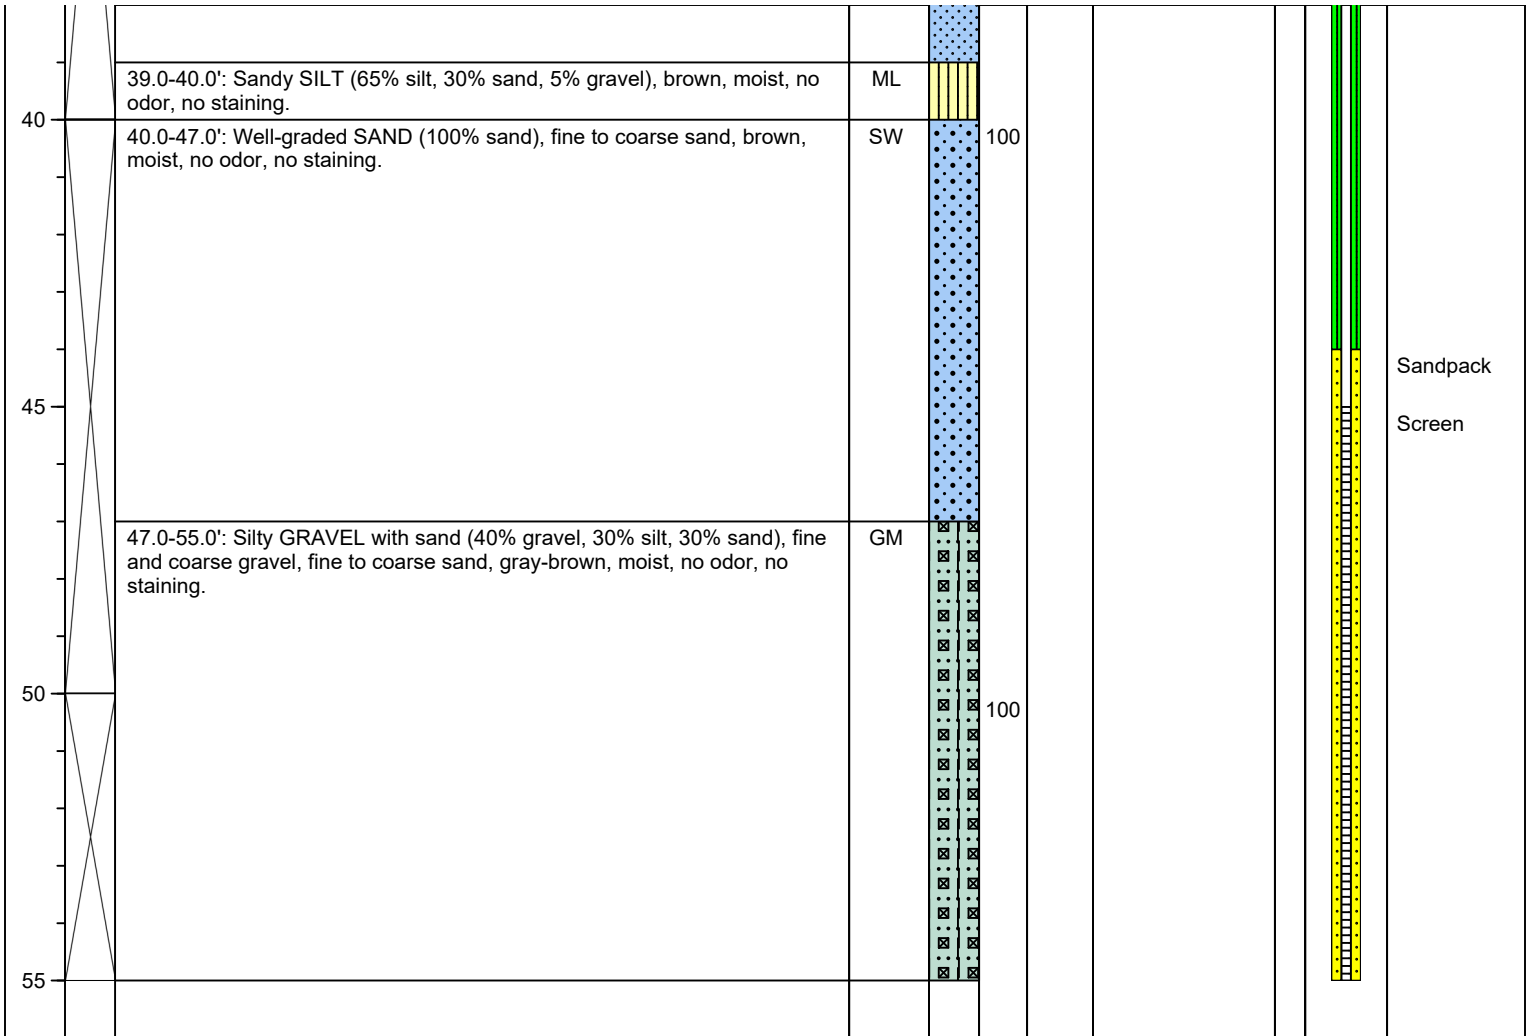 39.0-40.0': Sandy SILT (65% silt, 30% sand, 5% gravel), brown, moist, no
odor, no staining.
ML
40
40.0-47.0': Well-graded SAND (100% sand), fine to coarse sand, brown,
moist, no odor, no staining.
SW
100
Sandpack
45
Screen
47.0-55.0': Silty GRAVEL with sand (40% gravel, 30% silt, 30% sand), fine
and coarse gravel, fine to coarse sand, gray-brown, moist, no odor, no
staining.
GM
50
100
55